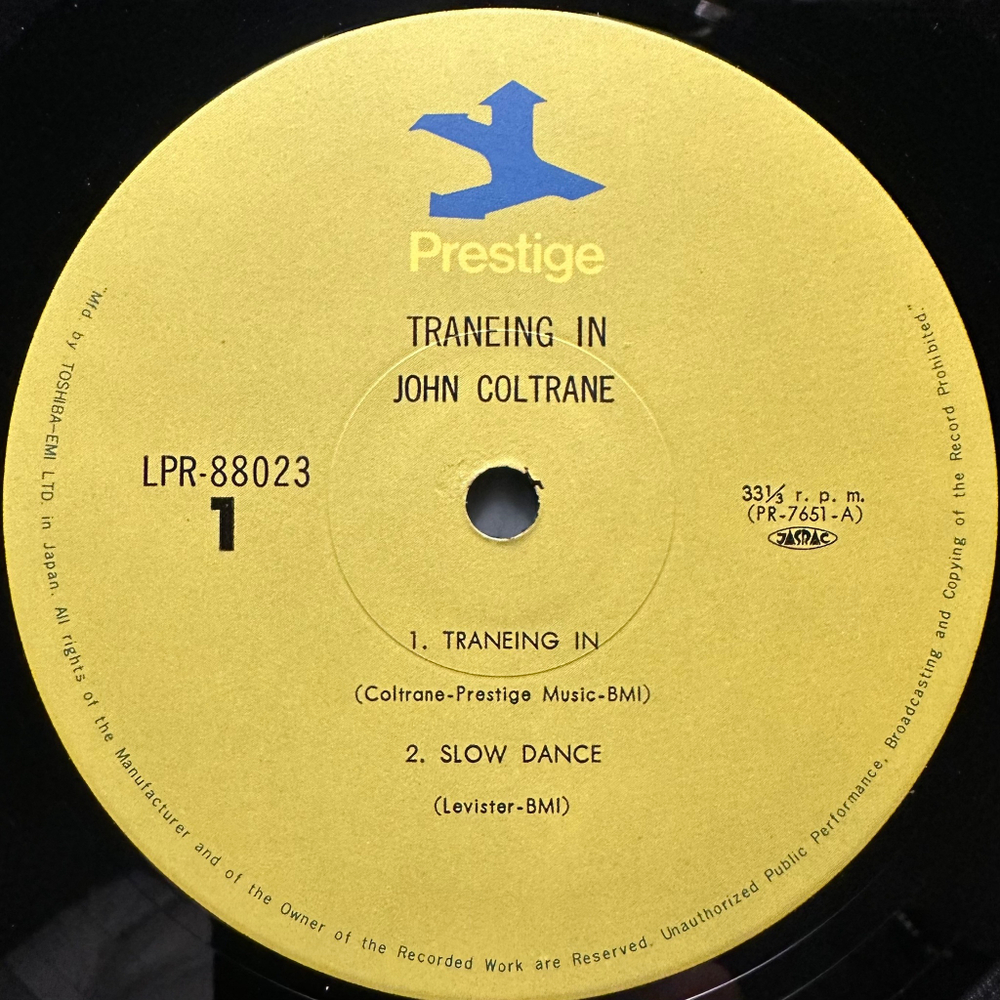 Prestige
TRANEING IN
JOHN COLTRANE
LPR-88023
1
33⅓ r. p. m.
(PR-7651-A)
JASRAC
1. TRANEING IN
(Coltrane-Prestige Music-BMI)
2. SLOW DANCE
(Levister-BMI)
"Mfd. by TOSHIBA-EMI LTD. in Japan. All rights of the Manufacturer and of the Owner of the Recorded Work are Reserved. Unauthorized Public Performance, Broadcasting and Copying of the Record Prohibited."